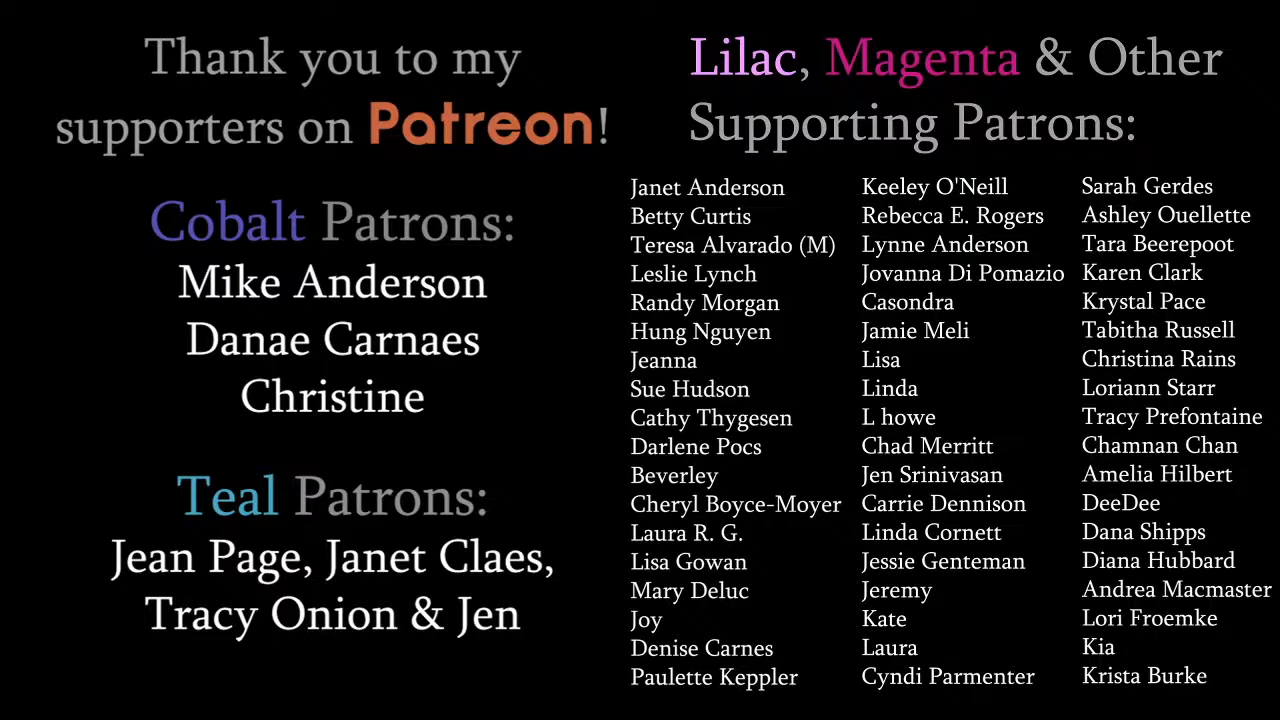 Thank you to my
supporters on Patreon!
Cobalt Patrons:
Mike Anderson
Danae Carnaes
Christine
Teal Patrons:
Jean Page, Janet Claes,
Tracy Onion & Jen
Lilac, Magenta & Other
Supporting Patrons:
Janet Anderson
Betty Curtis
Teresa Alvarado (M)
Leslie Lynch
Randy Morgan
Hung Nguyen
Jeanna
Sue Hudson
Cathy Thygesen
Darlene Pocs
Beverley
Cheryl Boyce-Moyer
Laura R. G.
Lisa Gowan
Mary Deluc
Joy
Denise Carnes
Paulette Keppler
Keeley O'Neill
Rebecca E. Rogers
Lynne Anderson
Jovanna Di Pomazio
Casondra
Jamie Meli
Lisa
Linda
L howe
Chad Merritt
Jen Srinivasan
Carrie Dennison
Linda Cornett
Jessie Genteman
Jeremy
Kate
Laura
Cyndi Parmenter
Sarah Gerdes
Ashley Ouellette
Tara Beerepoot
Karen Clark
Krystal Pace
Tabitha Russell
Christina Rains
Loriann Starr
Tracy Prefontaine
Chamnan Chan
Amelia Hilbert
DeeDee
Dana Shipps
Diana Hubbard
Andrea Macmaster
Lori Froemke
Kia
Krista Burke